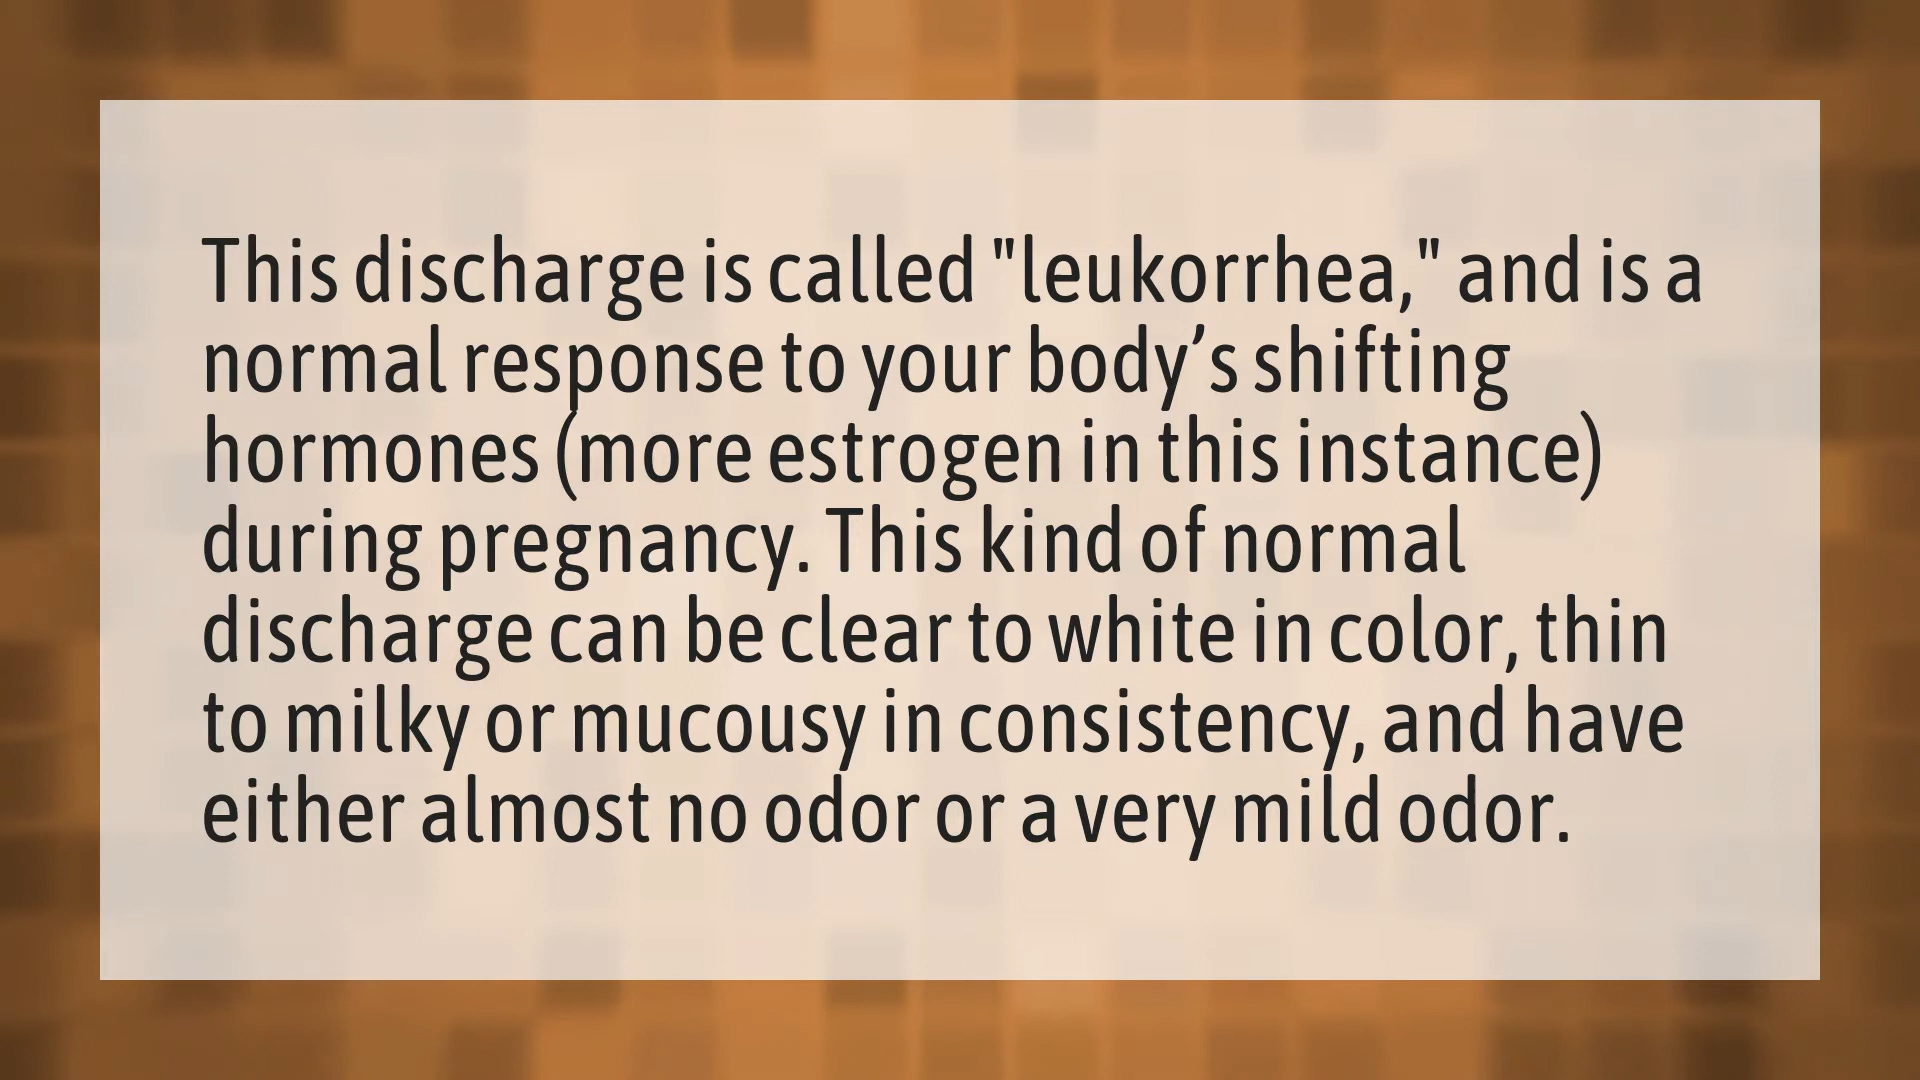 This discharge is called "leukorrhea," and is a
normal response to your body’s shifting
hormones (more estrogen in this instance)
during pregnancy. This kind of normal
discharge can be clear to white in color, thin
to milky or mucousy in consistency, and have
either almost no odor or a very mild odor.